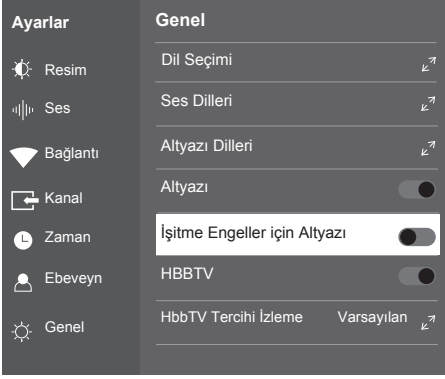 Ayarlar
Resim
Ses
Bağlantı
Kanal
Zaman
Ebeveyn
Genel
Genel
Dil Seçimi
Ses Dilleri
Altyazı Dilleri
Altyazı
İşitme Engeller için Altyazı
HBBTV
HbbTV Tercihi İzleme Varsayılan